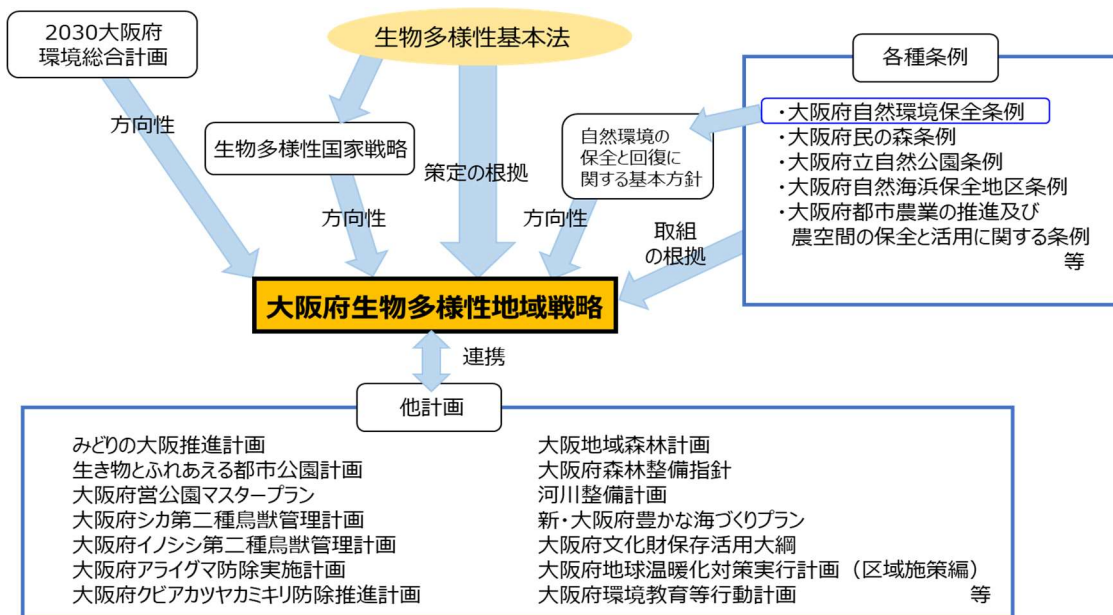 2030大阪府
環境総合計画
生物多様性基本法
各種条例
方向性
生物多様性国家戦略
策定の根拠
自然環境の
保全と回復に
関する基本方針
・大阪府自然環境保全条例
・大阪府民の森条例
・大阪府立自然公園条例
・大阪府自然海浜保全地区条例
・大阪府都市農業の推進及び
農空間の保全と活用に関する条例
等
方向性
方向性
取組
の根拠
大阪府生物多様性地域戦略
連携
他計画
みどりの大阪推進計画
生き物とふれあえる都市公園計画
大阪府営公園マスタープラン
大阪府シカ第二種鳥獣管理計画
大阪府イノシシ第二種鳥獣管理計画
大阪府アライグマ防除実施計画
大阪府クビアカツヤカミキリ防除推進計画
大阪地域森林計画
大阪府森林整備指針
河川整備計画
新・大阪府豊かな海づくりプラン
大阪府文化財保存活用大綱
大阪府地球温暖化対策実行計画（区域施策編）
大阪府環境教育等行動計画 等